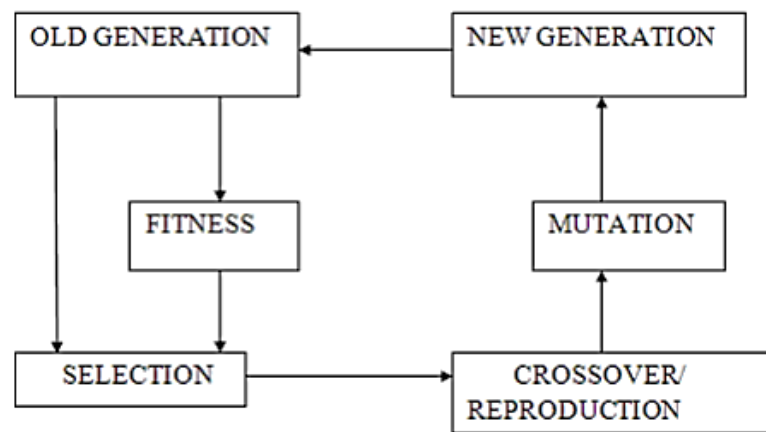 OLD GENERATION
NEW GENERATION
FITNESS
MUTATION
SELECTION
CROSSOVER/
REPRODUCTION